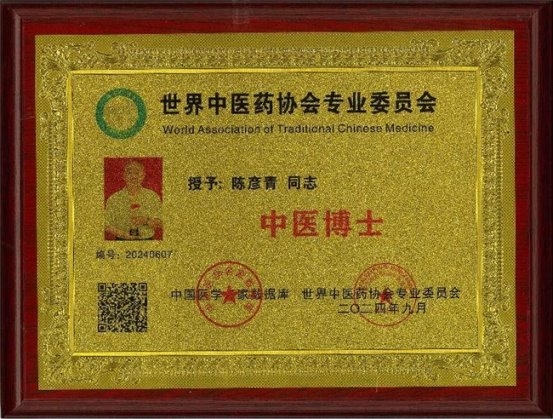 世界中医药协会专业委员会
World Association of Traditional Chinese Medicine
授予: 陈彦青 同志
中医博士
编号: 20240607
中国医学 家数据库 世界中医药协会专业委员会
二〇二四年九月